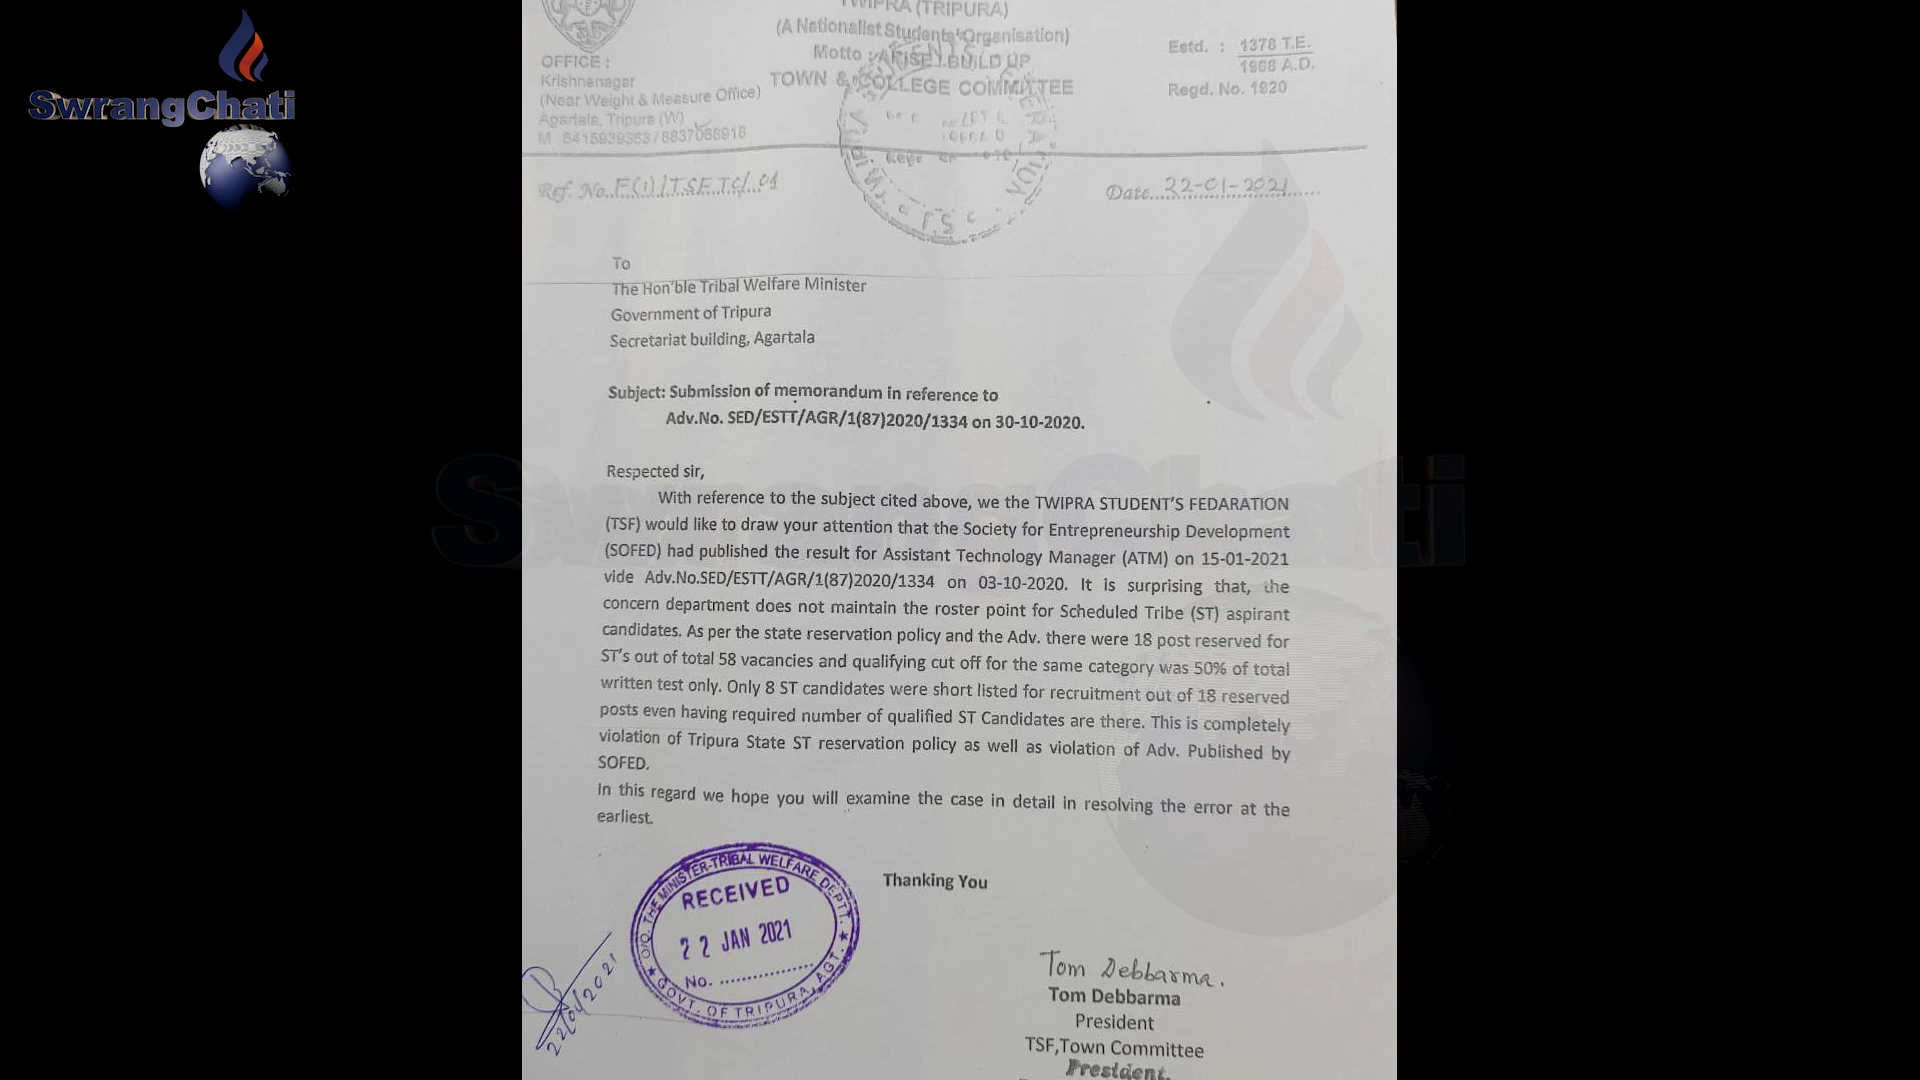 SwrangChati
TWIPRA (TRIPURA)
(A Nationalist Students' Organisation)
Motto : ARISE ! BUILD UP
TOWN & COLLEGE COMMITTEE
OFFICE :
Krishnanagar
(Near Weight & Measure Office)
Agartala, Tripura (W)
M : 9415939363 / 8837068918
Estd. : 1378 T.E.
1968 A.D.
Regd. No. 1920
Ref. No. F(1)/TSF.TC/..01
Date....22-01-2021......
To
The Hon'ble Tribal Welfare Minister
Government of Tripura
Secretariat building, Agartala
Subject: Submission of memorandum in reference to
Adv.No. SED/ESTT/AGR/1(87)2020/1334 on 30-10-2020.
Respected sir,
With reference to the subject cited above, we the TWIPRA STUDENT'S FEDARATION
(TSF) would like to draw your attention that the Society for Entrepreneurship Development
(SOFED) had published the result for Assistant Technology Manager (ATM) on 15-01-2021
vide Adv.No.SED/ESTT/AGR/1(87)2020/1334 on 03-10-2020. It is surprising that, the
concern department does not maintain the roster point for Scheduled Tribe (ST) aspirant
candidates. As per the state reservation policy and the Adv. there were 18 post reserved for
ST's out of total 58 vacancies and qualifying cut off for the same category was 50% of total
written test only. Only 8 ST candidates were short listed for recruitment out of 18 reserved
posts even having required number of qualified ST Candidates are there. This is completely
violation of Tripura State ST reservation policy as well as violation of Adv. Published by
SOFED.
In this regard we hope you will examine the case in detail in resolving the error at the
earliest.
Thanking You
O/O. THE MINISTER-TRIBAL WELFARE DEPTT.
RECEIVED
22 JAN 2021
No. ................
GOVT. OF TRIPURA, AGT.
22/01/2021
Tom Debbarma.
Tom Debbarma
President
TSF,Town Committee
President.
SwrangChati